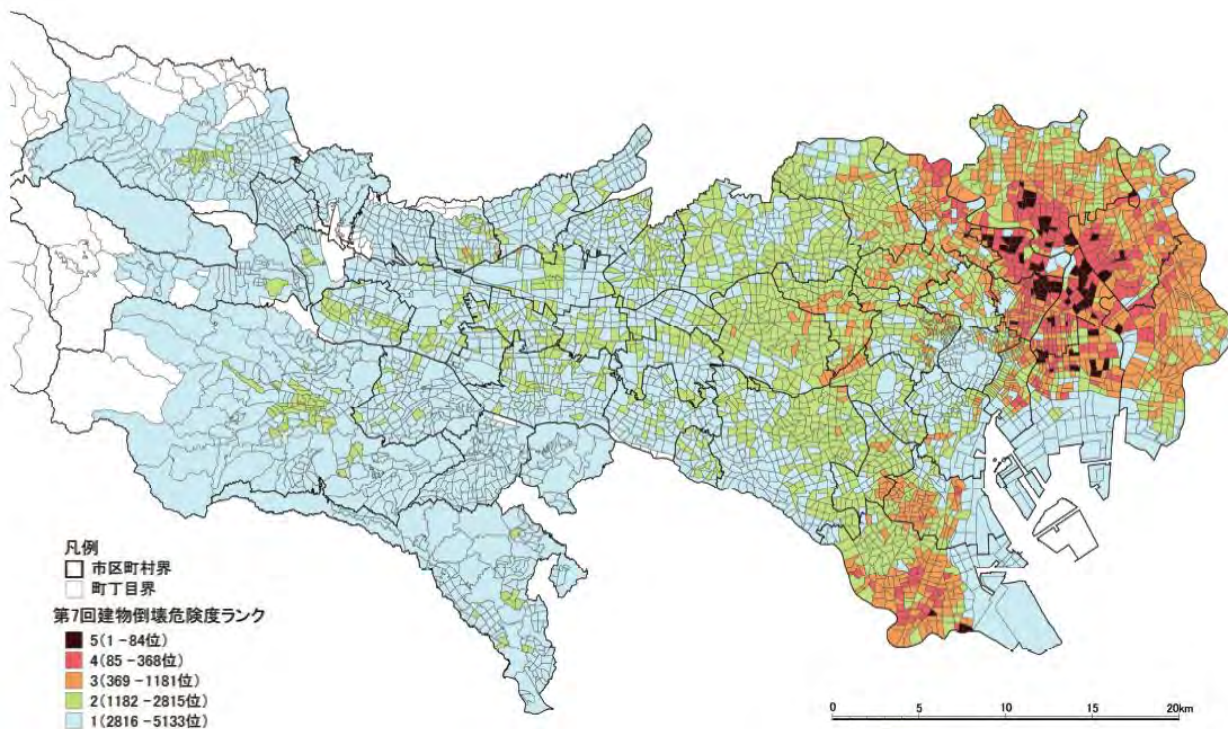 凡例
市区町村界
町丁目界
第7回建物倒壊危険度ランク
5(1-84位)
4(85-368位)
3(369-1181位)
2(1182-2815位)
1(2816-5133位)
0 5 10 15 20km